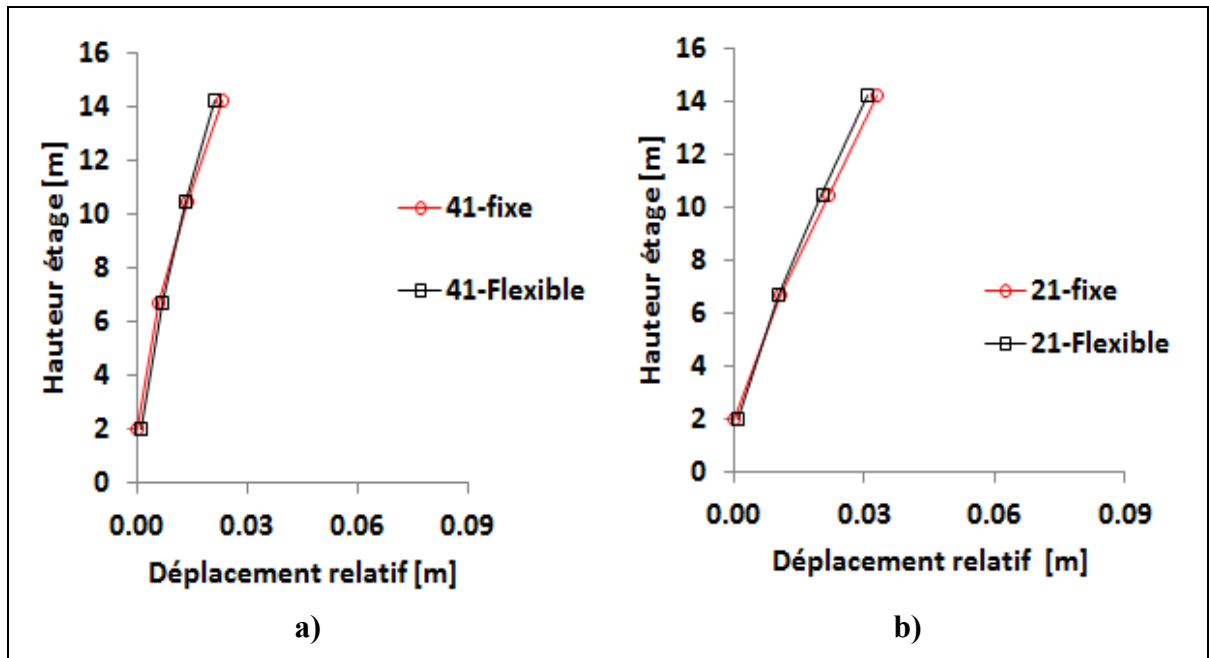 16
14
12
10
8
6
4
2
0
Hauteur étage [m]
0.00 0.03 0.06 0.09
Déplacement relatif [m]
41-fixe
41-Flexible
a)
16
14
12
10
8
6
4
2
0
Hauteur étage [m]
0.00 0.03 0.06 0.09
Déplacement relatif [m]
21-fixe
21-Flexible
b)